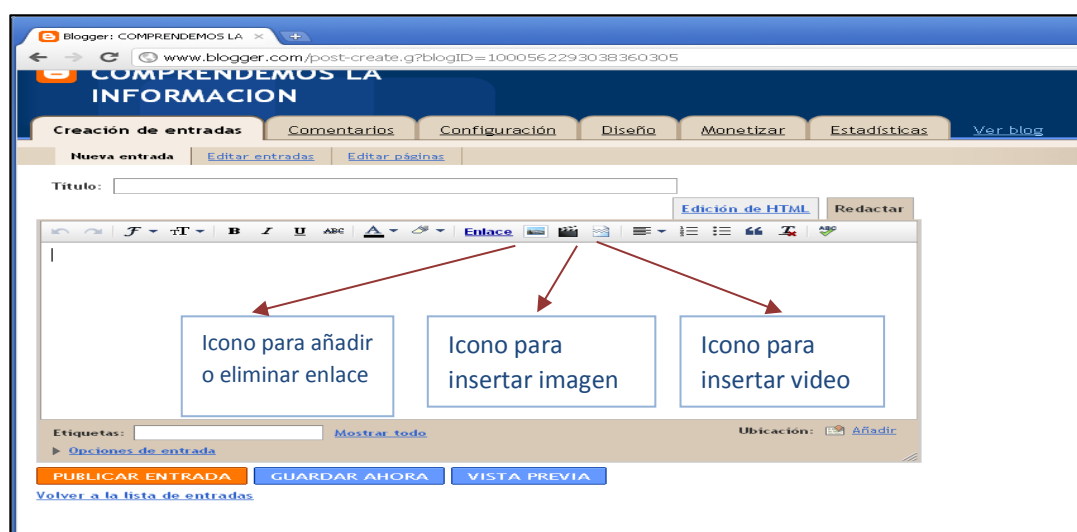 Blogger: COMPRENDEMOS LA
www.blogger.com/post-create.g?blogID=1000562293038360305
COMPRENDEMOS LA
INFORMACION
Creación de entradas Comentarios Configuración Diseño Monetizar Estadísticas Ver blog
Nueva entrada Editar entradas Editar páginas
Título:
Edición de HTML Redactar
F T B I U ABC A Enlace ABC
Icono para añadir
o eliminar enlace
Icono para
insertar imagen
Icono para
insertar video
Etiquetas: Mostrar todo Ubicación: Añadir
Opciones de entrada
PUBLICAR ENTRADA GUARDAR AHORA VISTA PREVIA
Volver a la lista de entradas